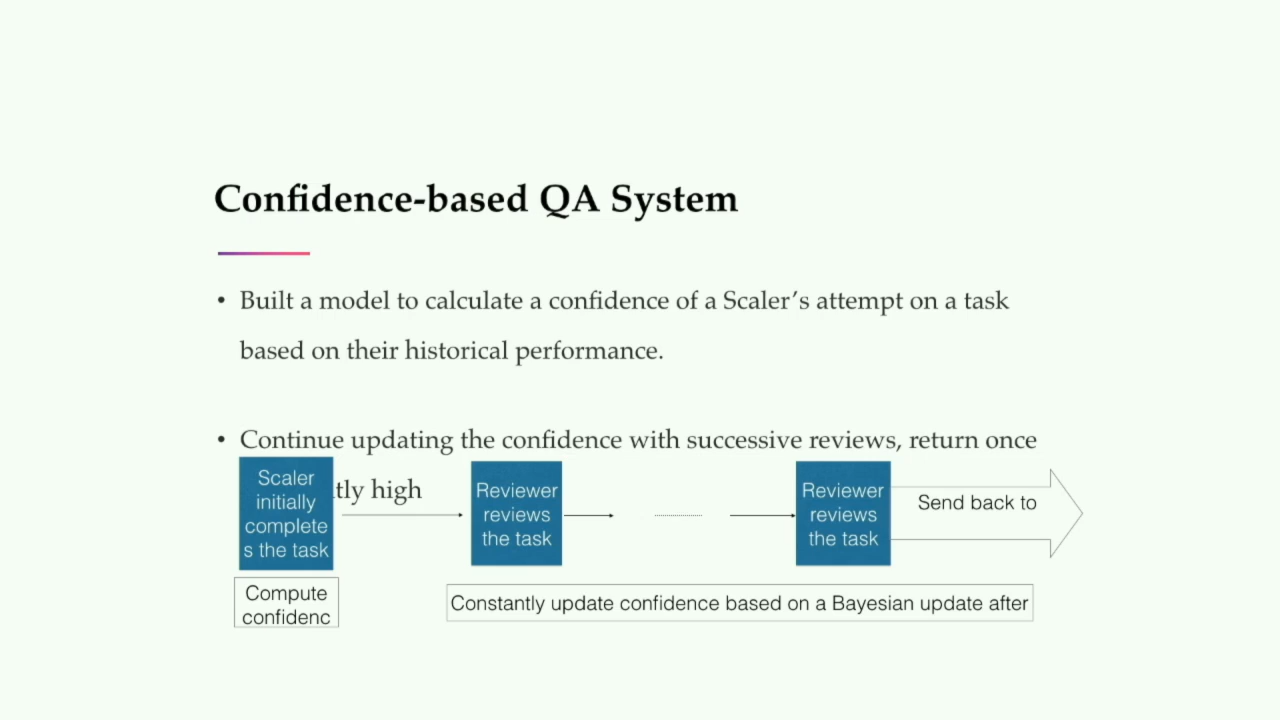 Confidence-based QA System
• Built a model to calculate a confidence of a Scaler’s attempt on a task
based on their historical performance.
• Continue updating the confidence with successive reviews, return once
tly high
Scaler
initially
complete
s the task
Reviewer
reviews
the task
Reviewer
reviews
the task
Send back to
Compute
confidenc
Constantly update confidence based on a Bayesian update after